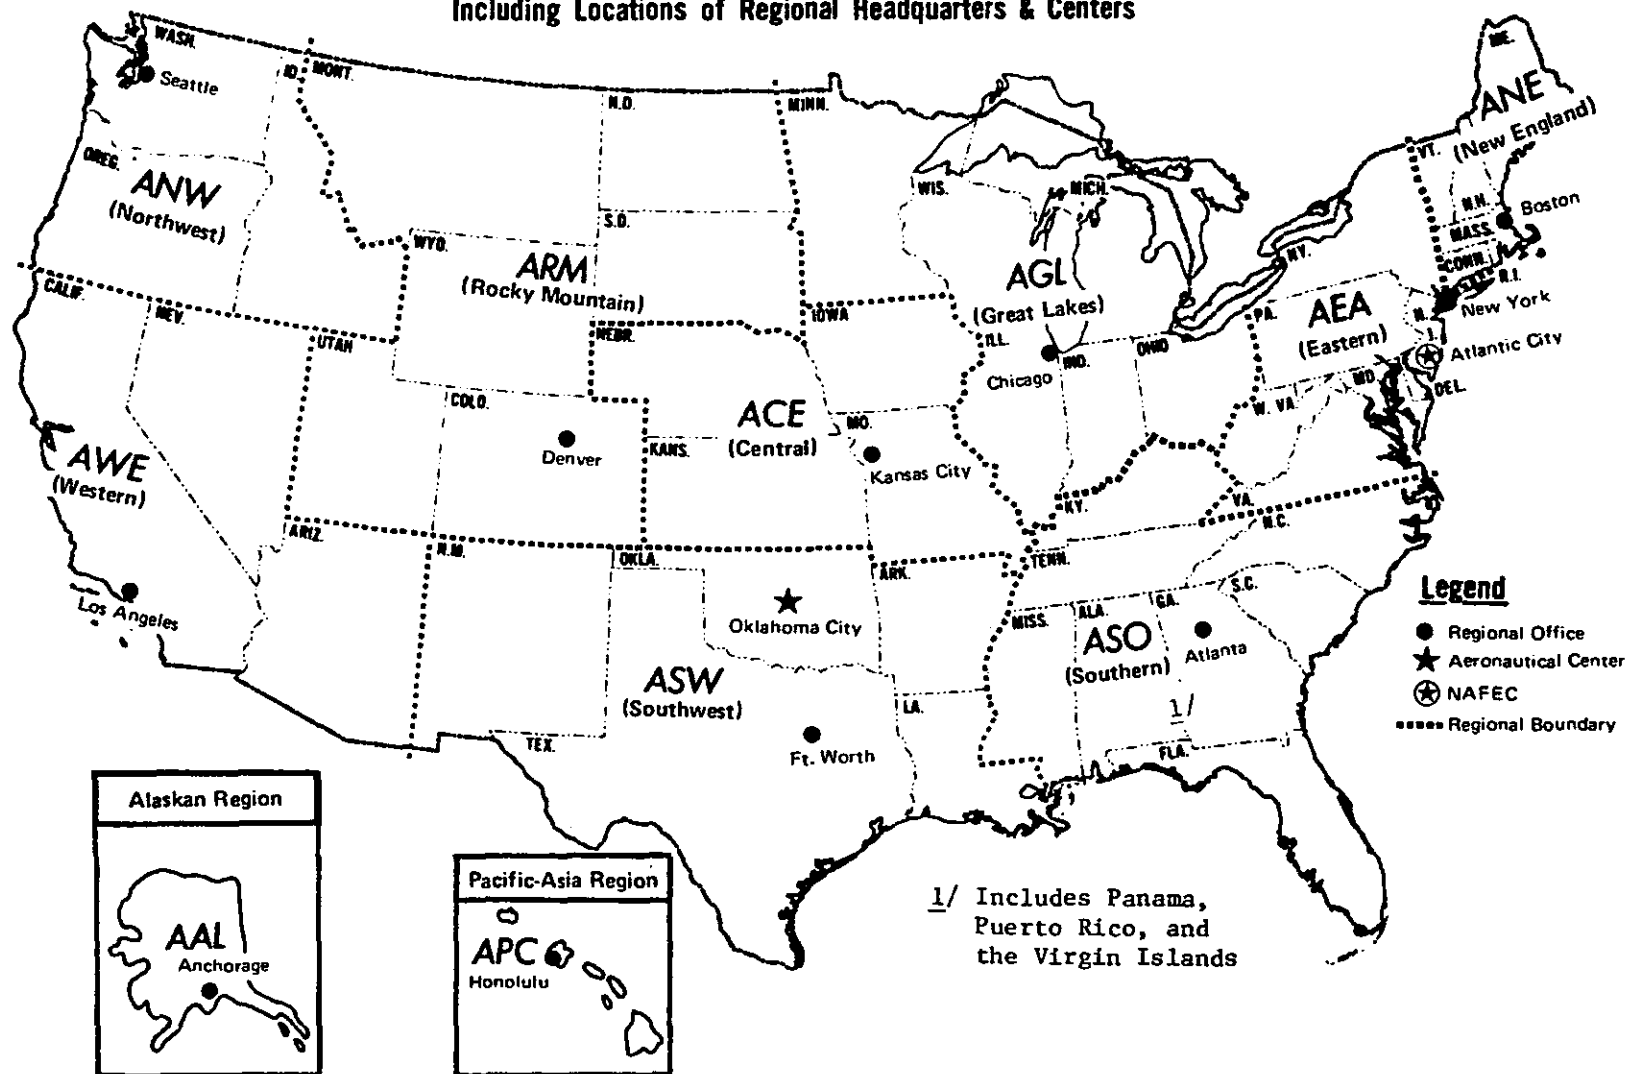 Including Locations of Regional Headquarters & Centers
WASH.
Seattle
ID.
MONT.
N.D.
MINN.
ME.
ANE
(New England)
VT.
OREG.
ANW
(Northwest)
WIS.
MICH.
N.H.
Boston
MASS.
S.D.
WYO.
ARM
(Rocky Mountain)
AGL
(Great Lakes)
N.Y.
CONN.
R.I.
CALIF.
NEV.
UTAH
NEBR.
IOWA
ILL.
PA.
AEA
(Eastern)
N.
J.
New York
Atlantic City
IND.
OHIO
Chicago
MD.
DEL.
COLO.
ACE
(Central)
MO.
W. VA.
Denver
KANS.
Kansas City
AWE
(Western)
KY.
VA.
ARIZ.
N.M.
OKLA.
ARK.
TENN.
N.C.
S.C.
Los Angeles
Oklahoma City
MISS.
ALA.
GA.
ASO
(Southern)
Atlanta
1/
ASW
(Southwest)
LA.
TEX.
Ft. Worth
FLA.
Legend
Regional Office
Aeronautical Center
NAFEC
Regional Boundary
Alaskan Region
AAL
Anchorage
Pacific-Asia Region
APC
Honolulu
1/ Includes Panama,
Puerto Rico, and
the Virgin Islands